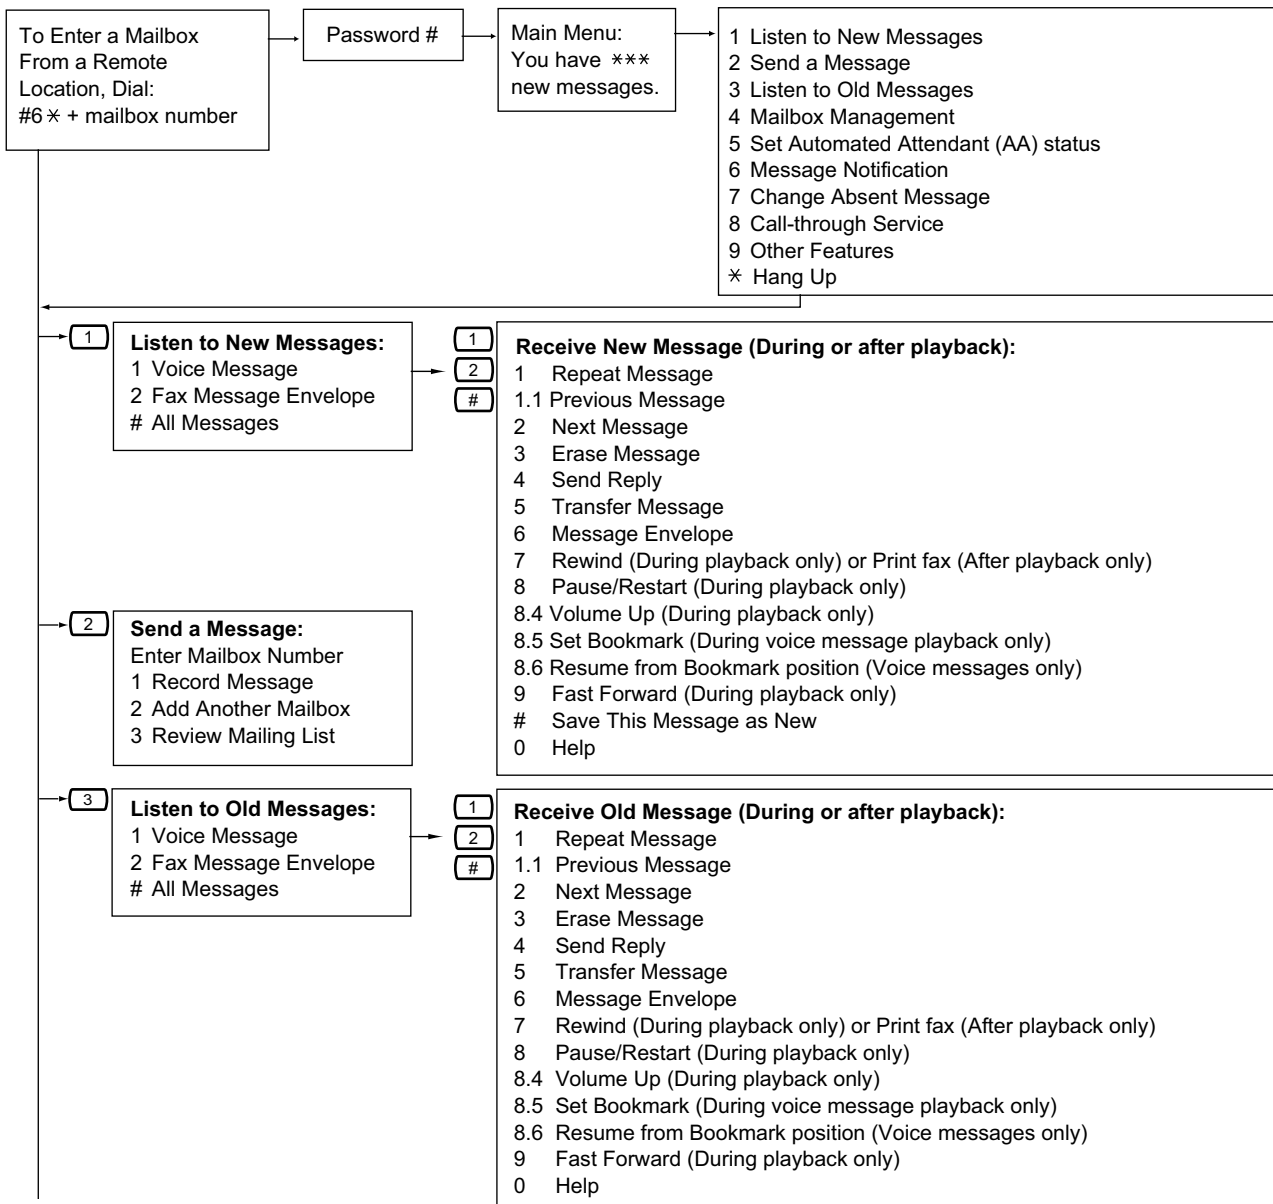 To Enter a Mailbox
From a Remote
Location, Dial:
#6 * + mailbox number
Password #
Main Menu:
You have ***
new messages.
1 Listen to New Messages
2 Send a Message
3 Listen to Old Messages
4 Mailbox Management
5 Set Automated Attendant (AA) status
6 Message Notification
7 Change Absent Message
8 Call-through Service
9 Other Features
* Hang Up
1
Listen to New Messages:
1 Voice Message
2 Fax Message Envelope
# All Messages
1
2
#
Receive New Message (During or after playback):
1 Repeat Message
1.1 Previous Message
2 Next Message
3 Erase Message
4 Send Reply
5 Transfer Message
6 Message Envelope
7 Rewind (During playback only) or Print fax (After playback only)
8 Pause/Restart (During playback only)
8.4 Volume Up (During playback only)
8.5 Set Bookmark (During voice message playback only)
8.6 Resume from Bookmark position (Voice messages only)
9 Fast Forward (During playback only)
# Save This Message as New
0 Help
2
Send a Message:
Enter Mailbox Number
1 Record Message
2 Add Another Mailbox
3 Review Mailing List
3
Listen to Old Messages:
1 Voice Message
2 Fax Message Envelope
# All Messages
1
2
#
Receive Old Message (During or after playback):
1 Repeat Message
1.1 Previous Message
2 Next Message
3 Erase Message
4 Send Reply
5 Transfer Message
6 Message Envelope
7 Rewind (During playback only) or Print fax (After playback only)
8 Pause/Restart (During playback only)
8.4 Volume Up (During playback only)
8.5 Set Bookmark (During voice message playback only)
8.6 Resume from Bookmark position (Voice messages only)
9 Fast Forward (During playback only)
0 Help